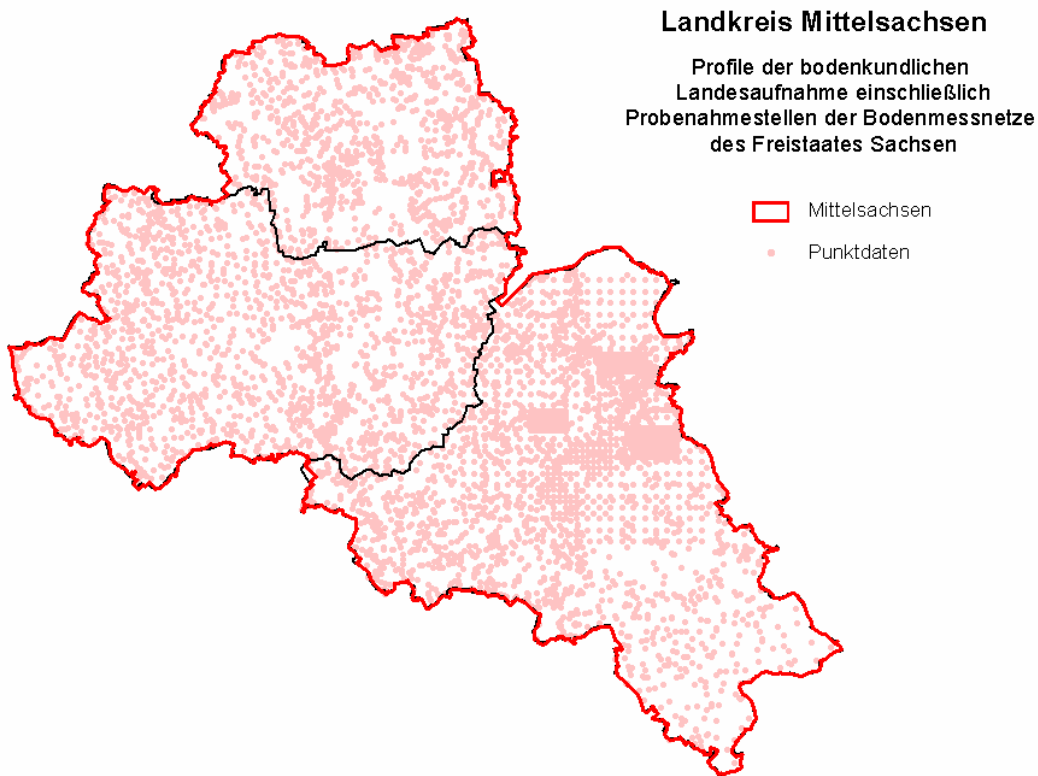 Landkreis Mittelsachsen
Profile der bodenkundlichen
Landesaufnahme einschließlich
Probenahmestellen der Bodenmessnetze
des Freistaates Sachsen
Mittelsachsen
Punktdaten